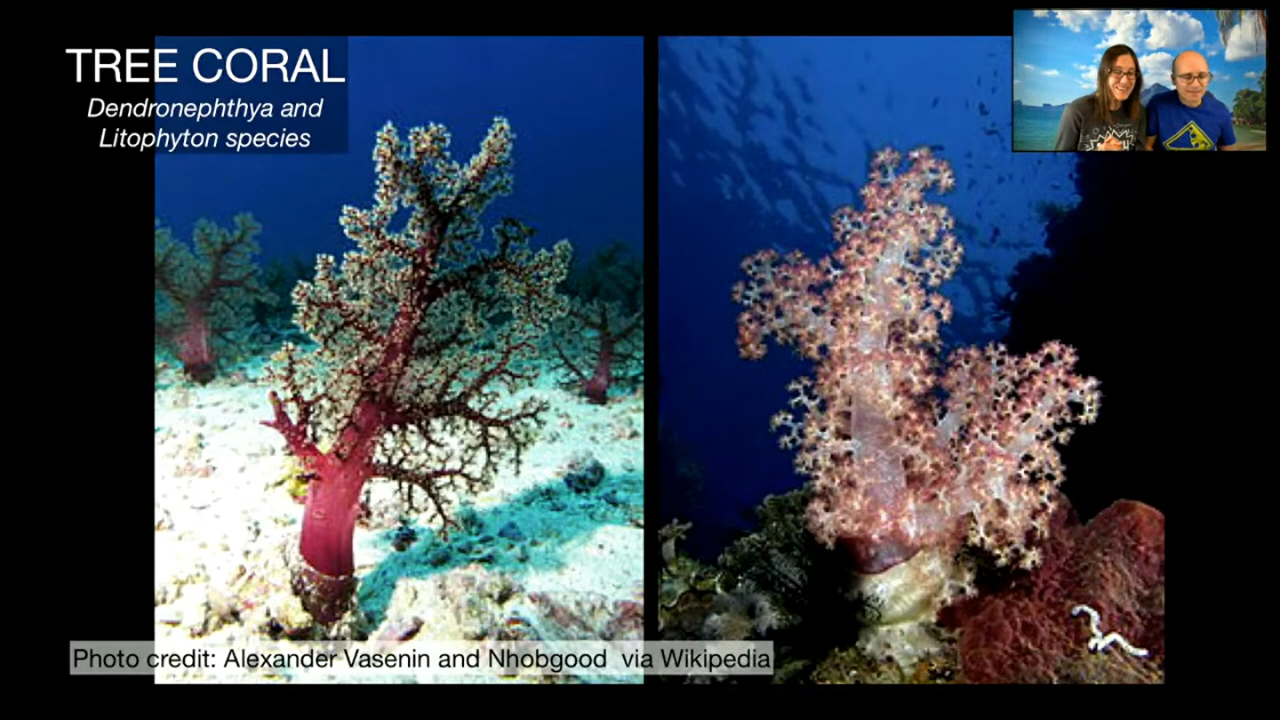 TREE CORAL
Dendronephthya and
Litophyton species
Photo credit: Alexander Vasenin and Nhobgood via Wikipedia